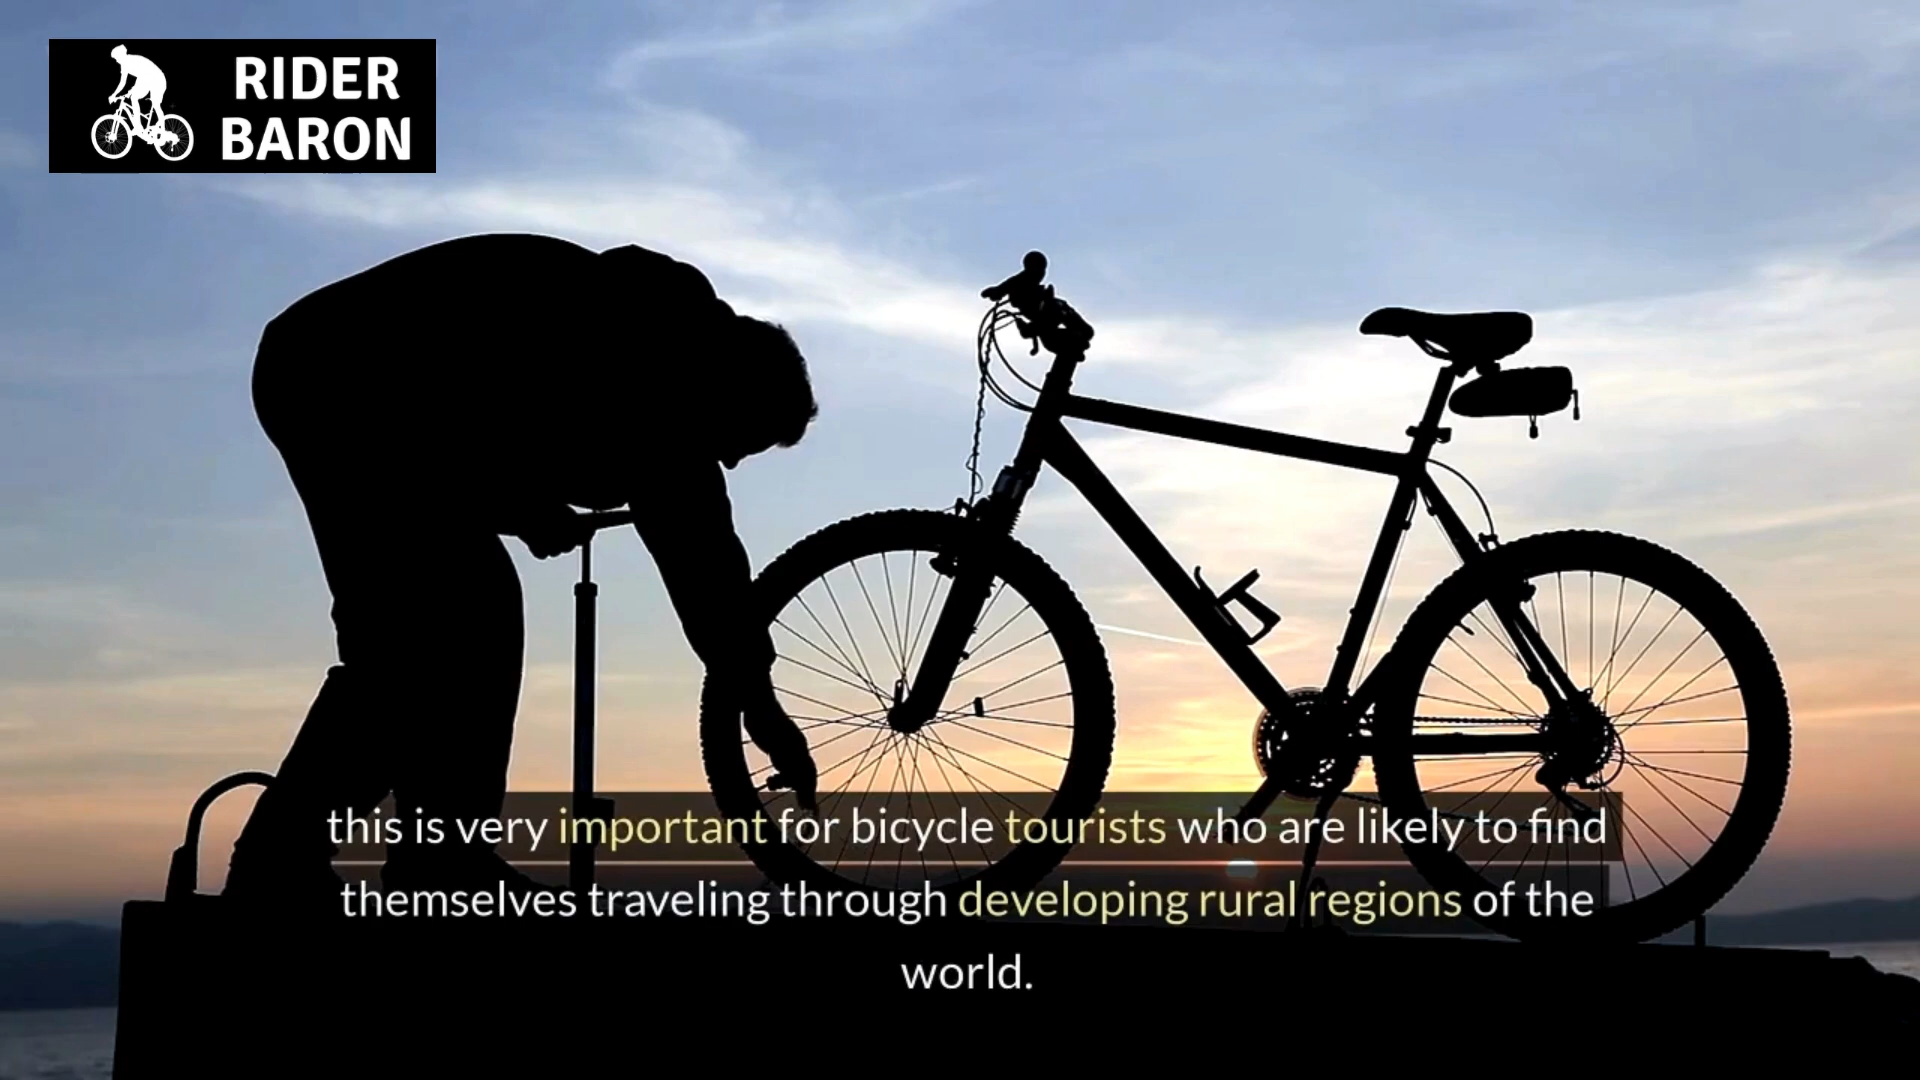 RIDER
BARON
this is very important for bicycle tourists who are likely to find
themselves traveling through developing rural regions of the
world.